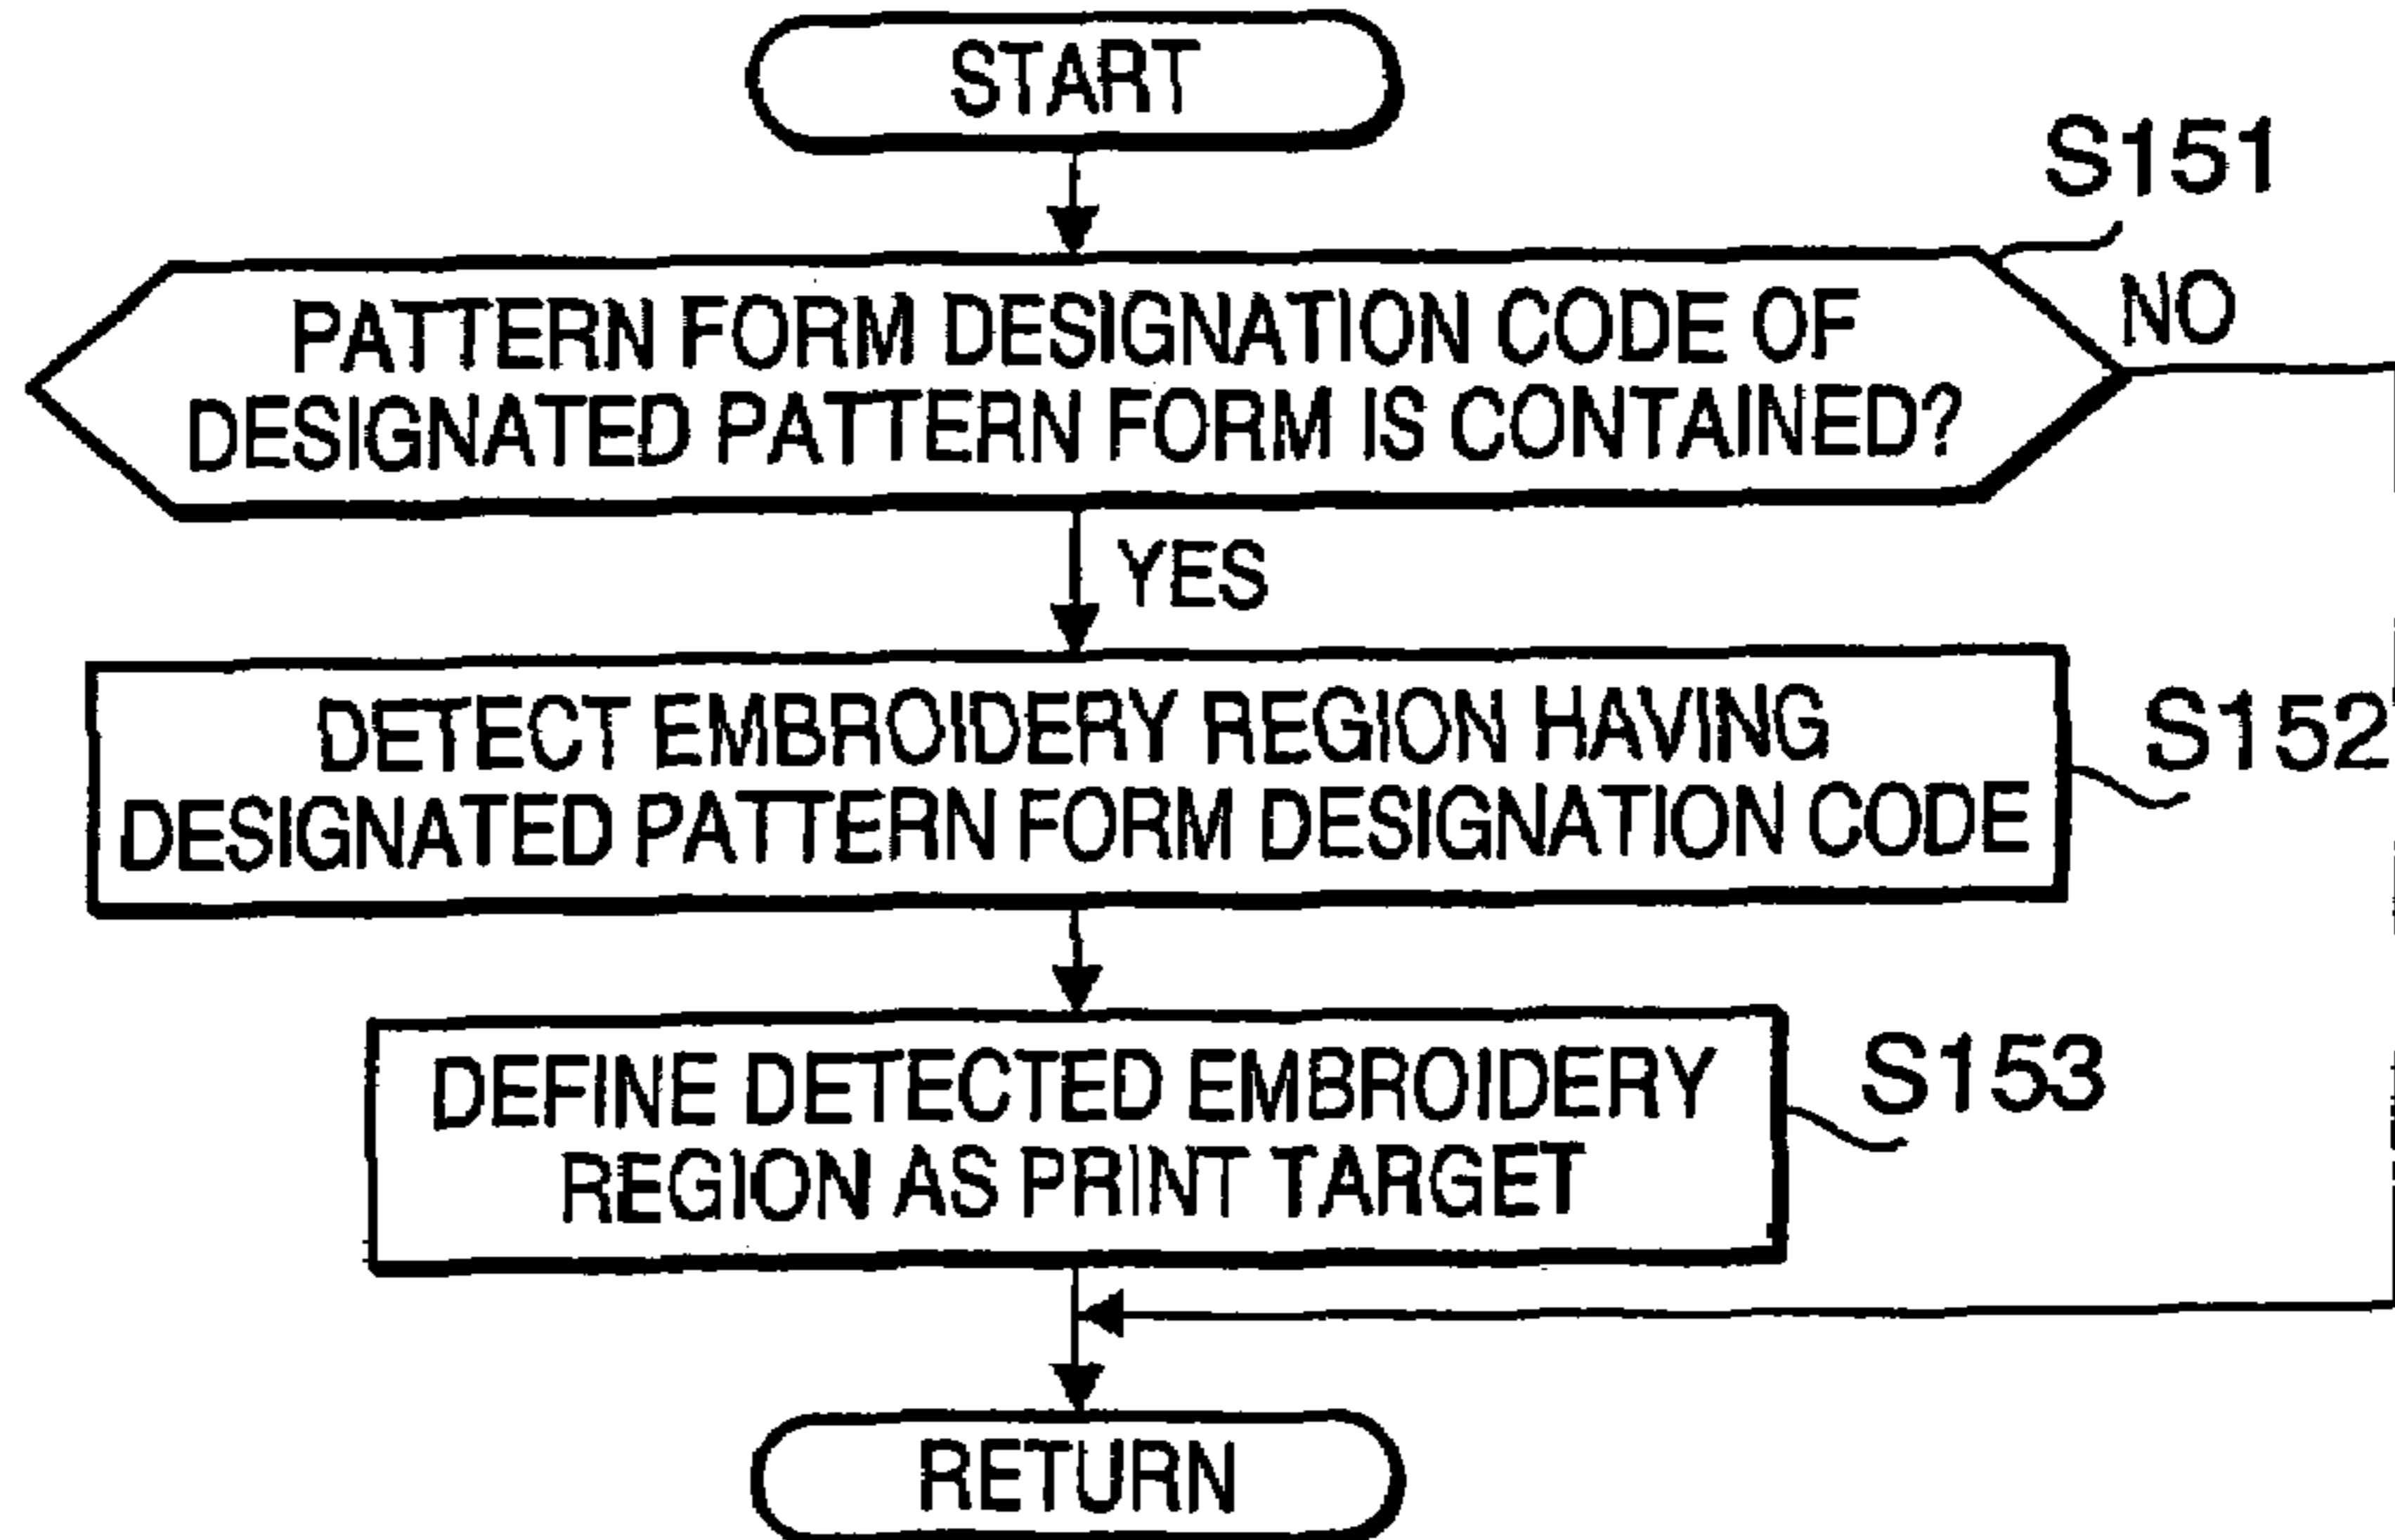 START
S151
PATTERN FORM DESIGNATION CODE OF
DESIGNATED PATTERN FORM IS CONTAINED?
NO
YES
DETECT EMBROIDERY REGION HAVING
DESIGNATED PATTERN FORM DESIGNATION CODE
S152
DEFINE DETECTED EMBROIDERY
REGION AS PRINT TARGET
S153
RETURN